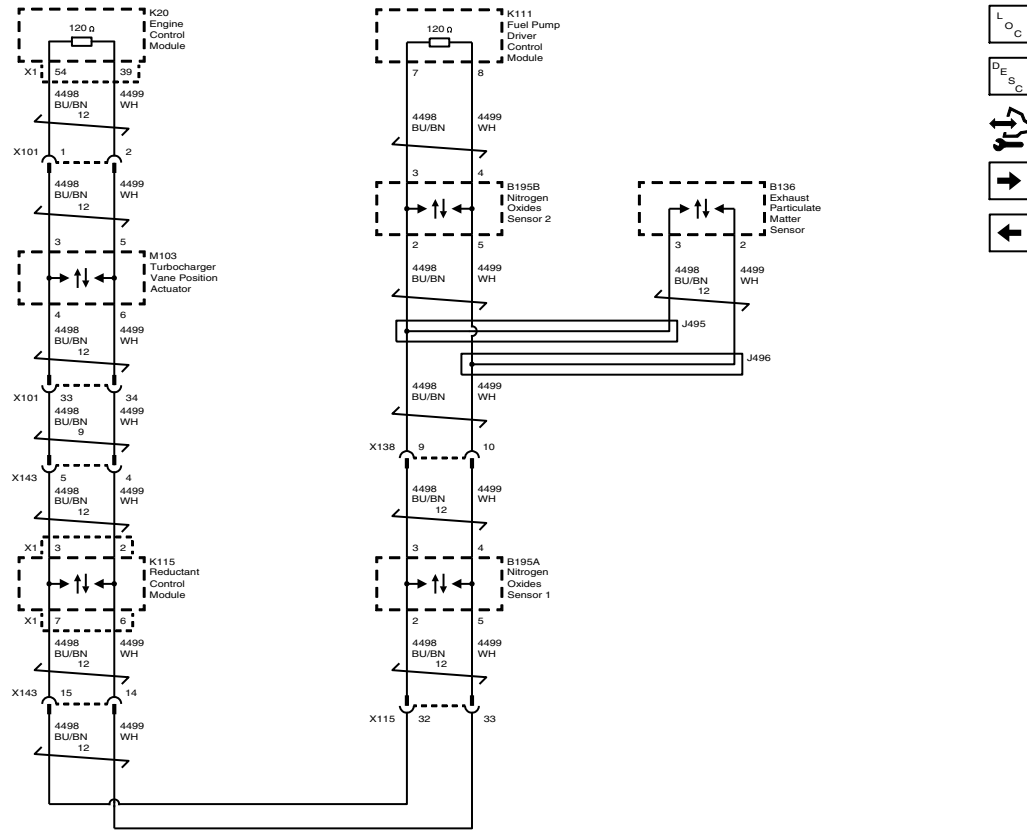 K20
Engine
Control
Module
120 Ω
X1 54 39
4498
BU/BN
4499
WH
12
X101 1 2
4498
BU/BN
4499
WH
12
3 5
M103
Turbocharger
Vane Position
Actuator
4 6
4498
BU/BN
4499
WH
12
X101 33 34
4498
BU/BN
4499
WH
9
X143 5 4
4498
BU/BN
4499
WH
12
X1 3 2
K115
Reductant
Control
Module
X1 7 6
4498
BU/BN
4499
WH
12
X143 15 14
4498
BU/BN
4499
WH
12
K111
Fuel Pump
Driver
Control
Module
120 Ω
7 8
4498
BU/BN
4499
WH
12
3 4
B195B
Nitrogen
Oxides
Sensor 2
2 5
4498
BU/BN
4499
WH
12
B136
Exhaust
Particulate
Matter
Sensor
3 2
4498
BU/BN
4499
WH
12
J495
J496
4498
BU/BN
4499
WH
12
X138 9 10
4498
BU/BN
4499
WH
12
3 4
B195A
Nitrogen
Oxides
Sensor 1
2 5
4498
BU/BN
4499
WH
12
X115 32 33
LOC
DESC